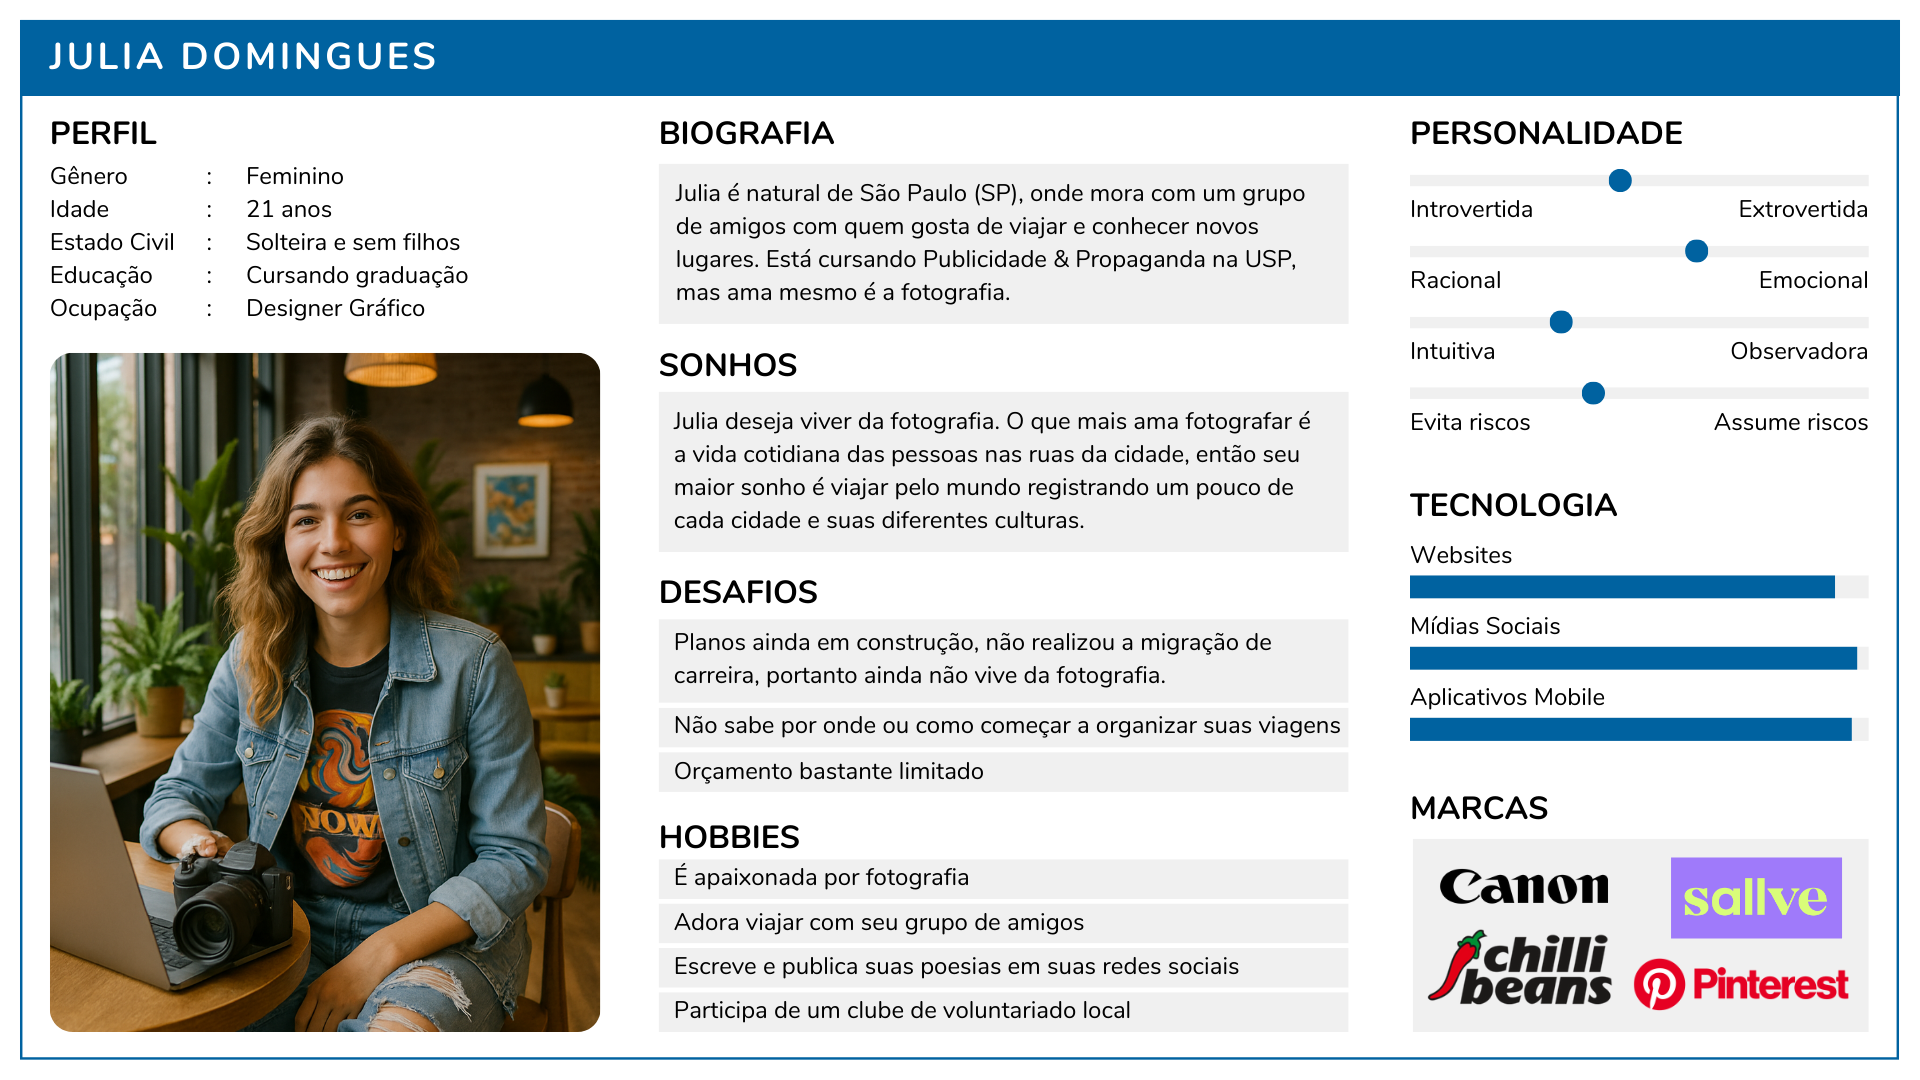 JULIA DOMINGUES
PERFIL
Gênero : Feminino
Idade : 21 anos
Estado Civil : Solteira e sem filhos
Educação : Cursando graduação
Ocupação : Designer Gráfico
NOW
BIOGRAFIA
Julia é natural de São Paulo (SP), onde mora com um grupo
de amigos com quem gosta de viajar e conhecer novos
lugares. Está cursando Publicidade & Propaganda na USP,
mas ama mesmo é a fotografia.
SONHOS
Julia deseja viver da fotografia. O que mais ama fotografar é
a vida cotidiana das pessoas nas ruas da cidade, então seu
maior sonho é viajar pelo mundo registrando um pouco de
cada cidade e suas diferentes culturas.
DESAFIOS
Planos ainda em construção, não realizou a migração de
carreira, portanto ainda não vive da fotografia.
Não sabe por onde ou como começar a organizar suas viagens
Orçamento bastante limitado
HOBBIES
É apaixonada por fotografia
Adora viajar com seu grupo de amigos
Escreve e publica suas poesias em suas redes sociais
Participa de um clube de voluntariado local
PERSONALIDADE
Introvertida Extrovertida
Racional Emocional
Intuitiva Observadora
Evita riscos Assume riscos
TECNOLOGIA
Websites
Mídias Sociais
Aplicativos Mobile
MARCAS
Canon
sallve
chilli
beans
Pinterest